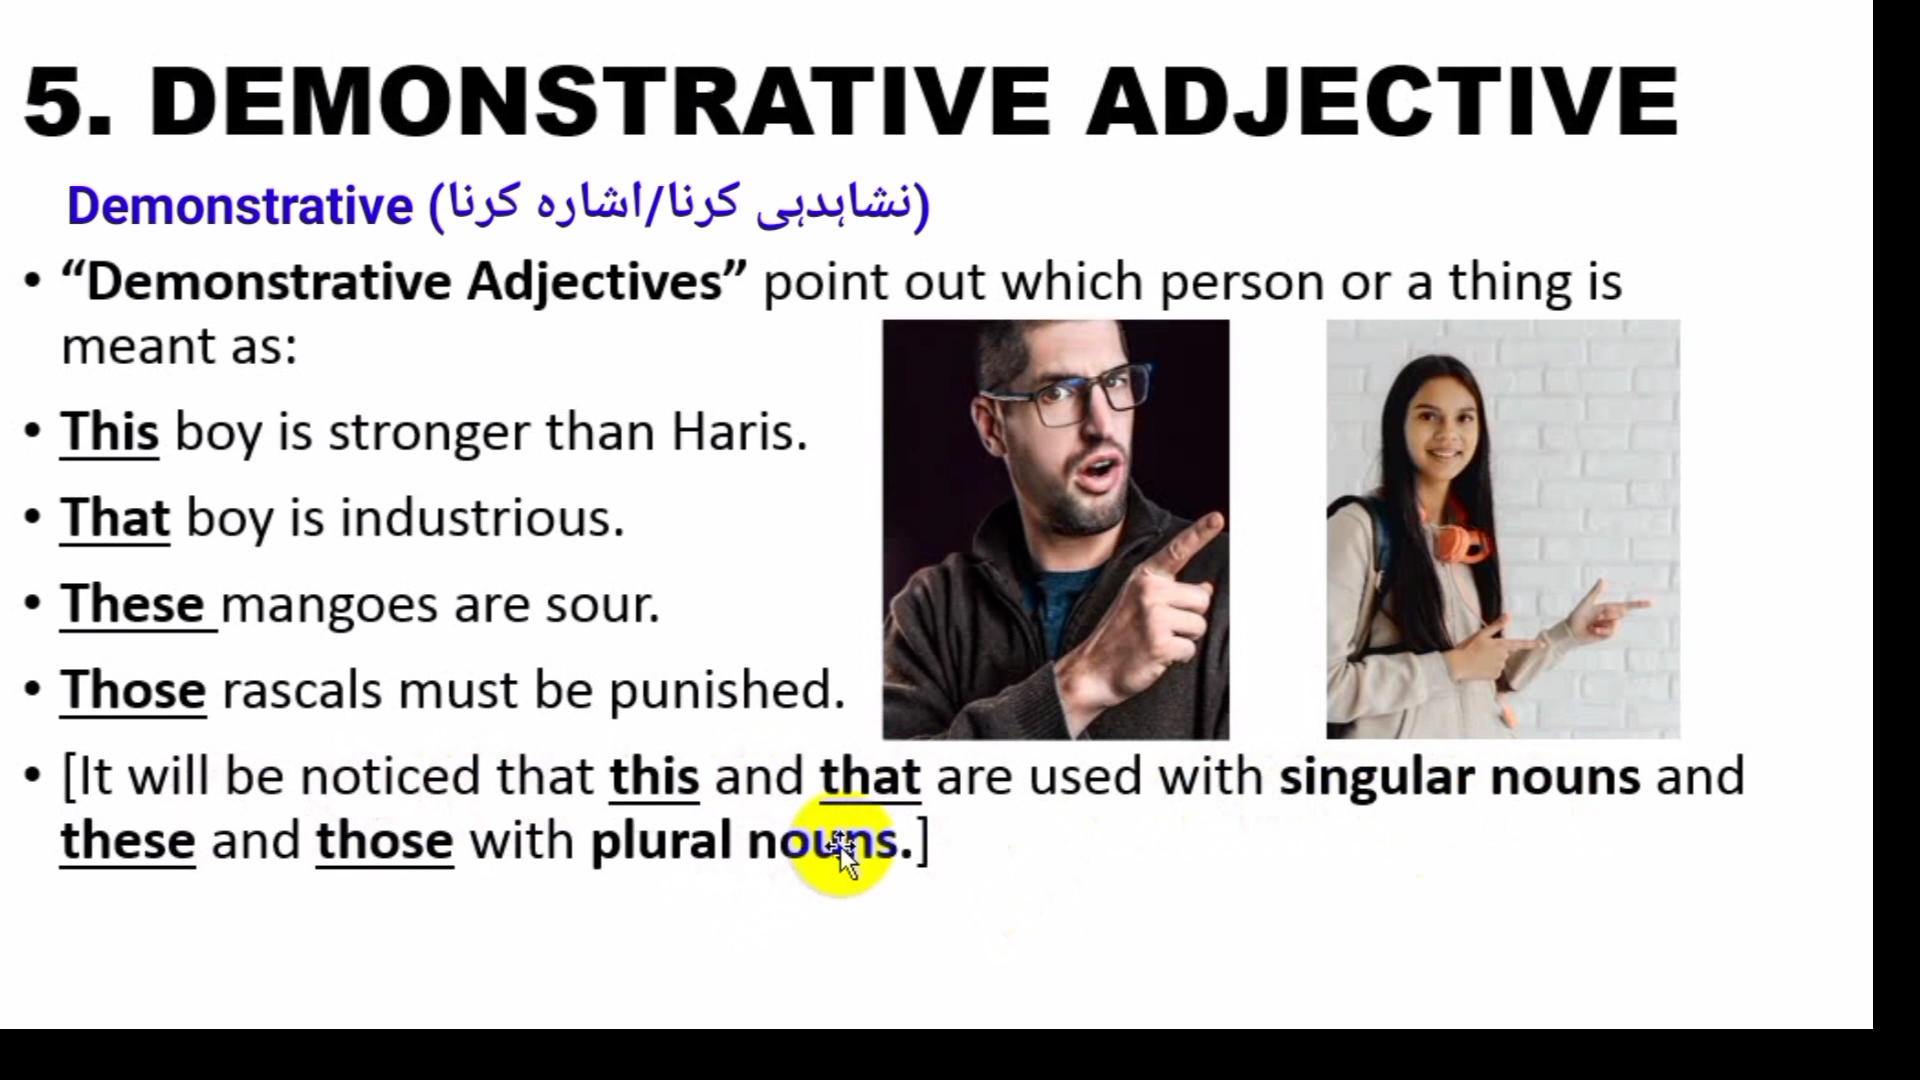 5. DEMONSTRATIVE ADJECTIVE
Demonstrative (نشاہدہی کرنا/اشارہ کرنا)
• “Demonstrative Adjectives” point out which person or a thing is
meant as:
• This boy is stronger than Haris.
• That boy is industrious.
• These mangoes are sour.
• Those rascals must be punished.
• [It will be noticed that this and that are used with singular nouns and
these and those with plural nouns.]